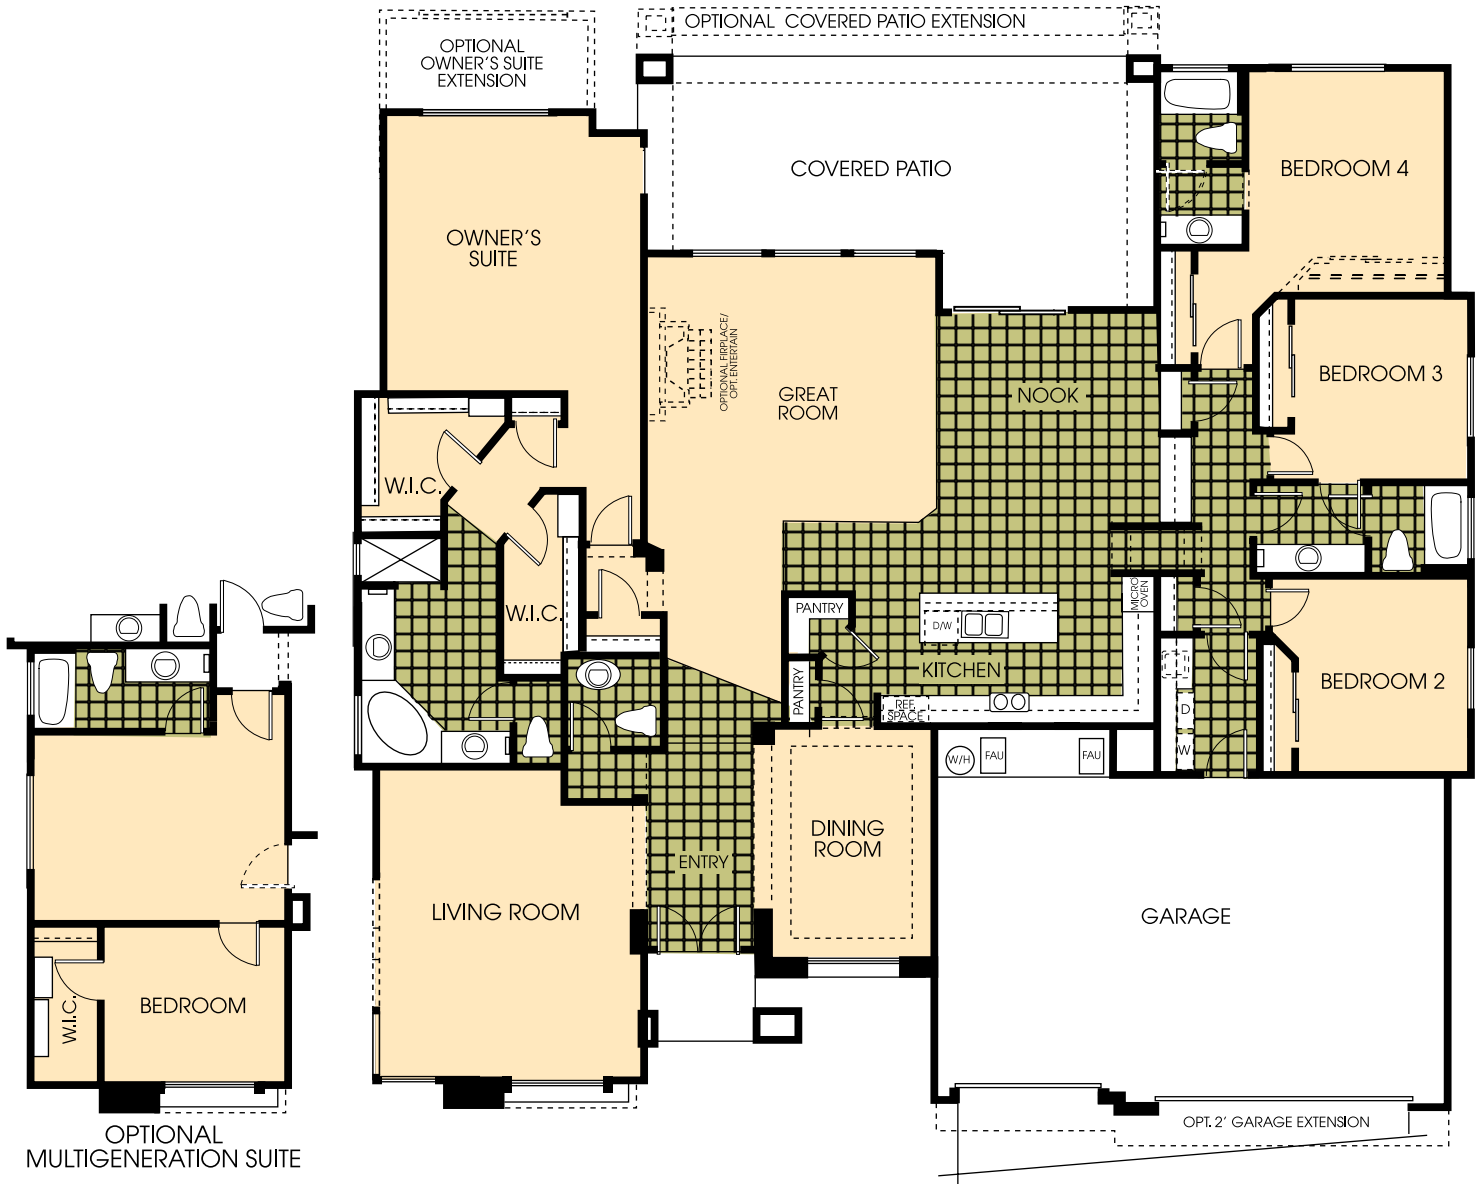 OPTIONAL COVERED PATIO EXTENSION
OPTIONAL
OWNER'S SUITE
EXTENSION
COVERED PATIO
BEDROOM 4
OWNER'S
SUITE
OPTIONAL FIRPLACE/
OPT. ENTERTAIN
GREAT
ROOM
NOOK
BEDROOM 3
W.I.C.
W.I.C.
PANTRY
D/W
MICRO
OVEN
KITCHEN
PANTRY
REF.
SPACE
BEDROOM 2
D
W
W/H
FAU
FAU
DINING
ROOM
ENTRY
LIVING ROOM
GARAGE
BEDROOM
W.I.C.
OPT. 2' GARAGE EXTENSION
OPTIONAL
MULTIGENERATION SUITE